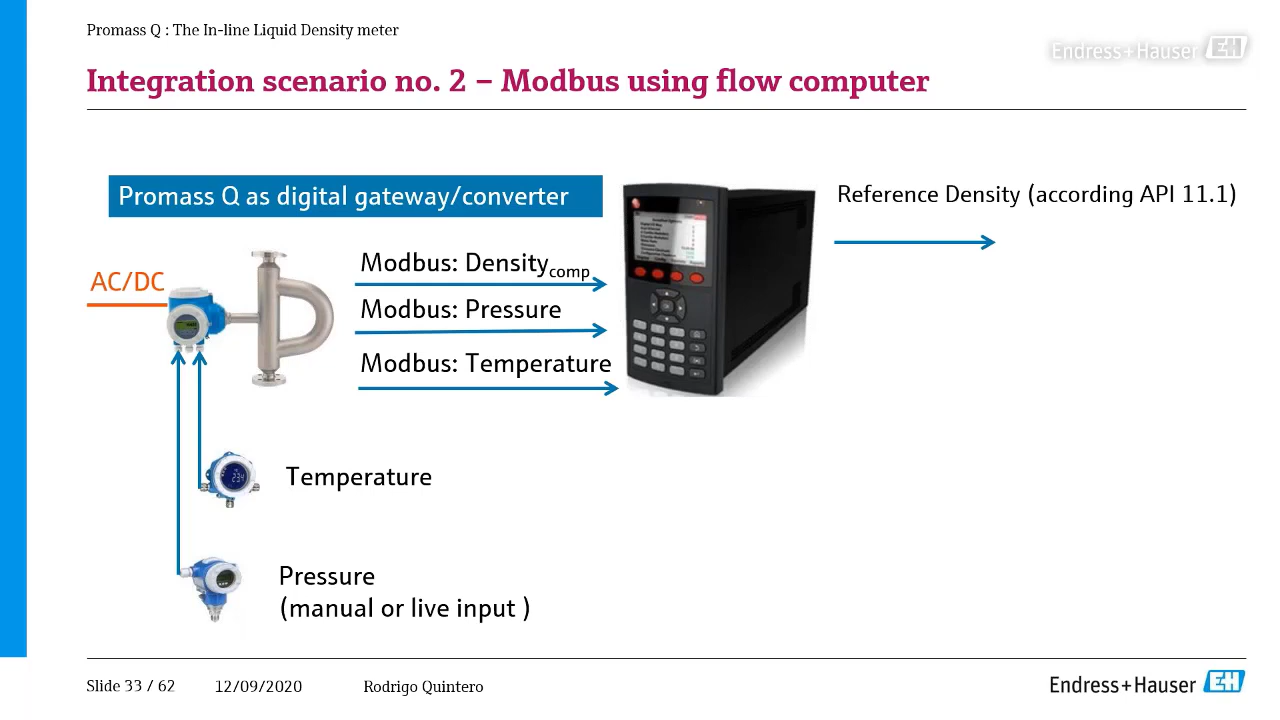 Promass Q : The In-line Liquid Density meter
Endress+Hauser EH
Integration scenario no. 2 – Modbus using flow computer
Promass Q as digital gateway/converter
Reference Density (according API 11.1)
AC/DC
Modbus: Densitycomp
Modbus: Pressure
Modbus: Temperature
Temperature
Pressure
(manual or live input )
Slide 33 / 62 12/09/2020 Rodrigo Quintero
Endress+Hauser EH